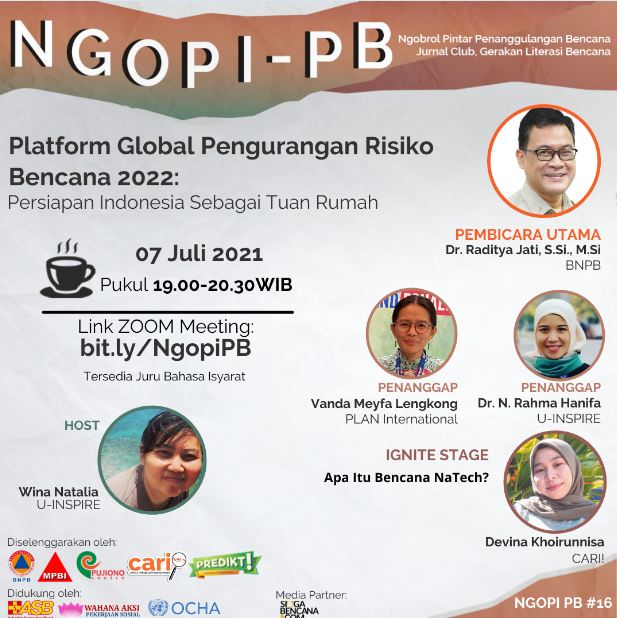 NGOPI-PB
Ngobrol Pintar Penanggulangan Bencana
Jurnal Club, Gerakan Literasi Bencana
Platform Global Pengurangan Risiko
Bencana 2022:
Persiapan Indonesia Sebagai Tuan Rumah
07 Juli 2021
Pukul 19.00-20.30WIB
Link ZOOM Meeting:
bit.ly/NgopiPB
Tersedia Juru Bahasa Isyarat
PEMBICARA UTAMA
Dr. Raditya Jati, S.Si., M.Si
BNPB
PENANGGAP
Vanda Meyfa Lengkong
PLAN International
PENANGGAP
Dr. N. Rahma Hanifa
U-INSPIRE
HOST
Wina Natalia
U-INSPIRE
IGNITE STAGE
Apa Itu Bencana NaTech?
Devina Khoirunnisa
CARI!
Diselenggarakan oleh:
BNPB
MPBI
PUJIONO
centre
cari
PREDIKT!
Didukung oleh:
ASB
WAHANA AKSI
PEKERJAAN SOSIAL
OCHA
Media Partner:
SIAGA
BENCANA
.COM
NGOPI PB #16